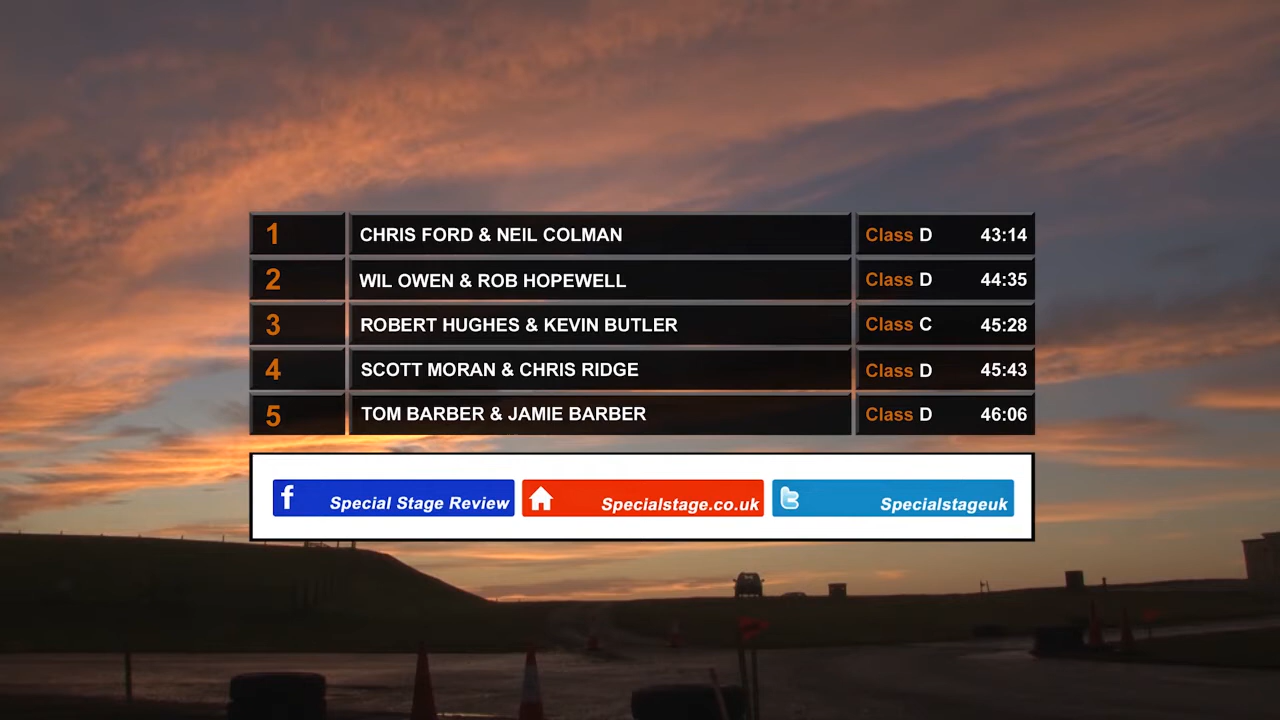 1 CHRIS FORD & NEIL COLMAN Class D 43:14
2 WIL OWEN & ROB HOPEWELL Class D 44:35
3 ROBERT HUGHES & KEVIN BUTLER Class C 45:28
4 SCOTT MORAN & CHRIS RIDGE Class D 45:43
5 TOM BARBER & JAMIE BARBER Class D 46:06
f Special Stage Review Specialstage.co.uk t Specialstageuk